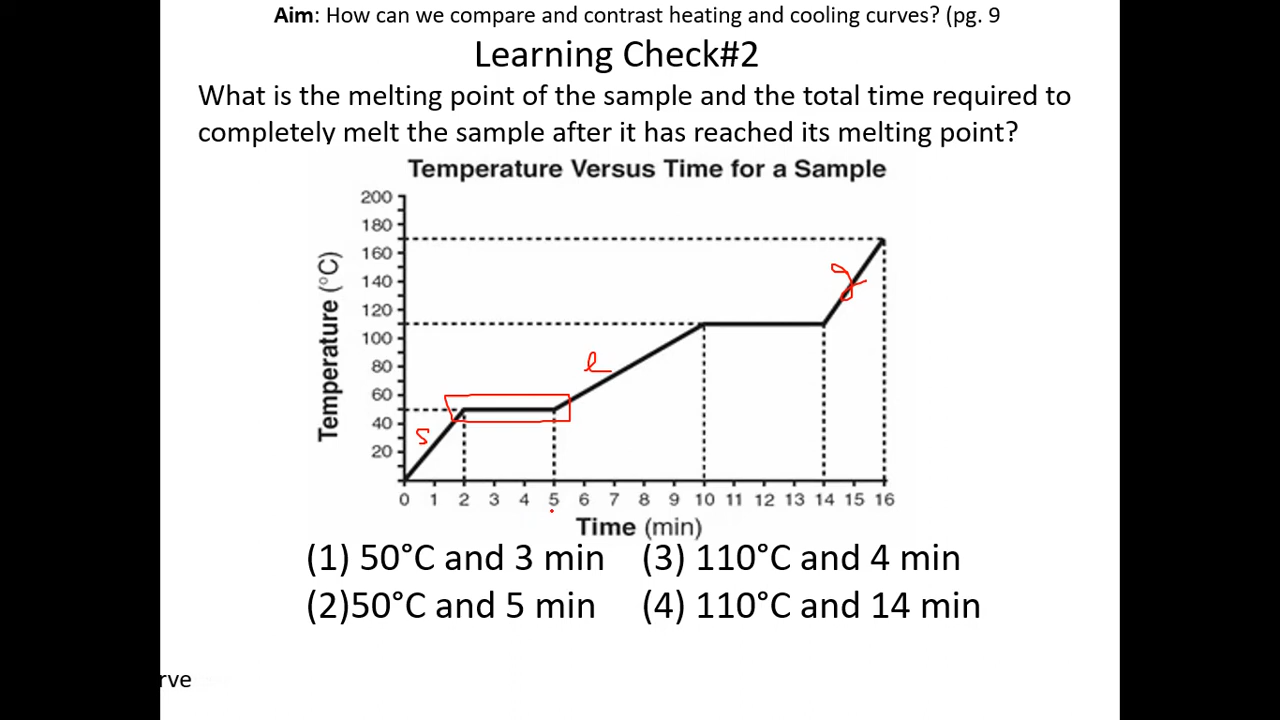 Aim: How can we compare and contrast heating and cooling curves? (pg. 9
Learning Check#2
What is the melting point of the sample and the total time required to
completely melt the sample after it has reached its melting point?
Temperature Versus Time for a Sample
200
180
160
140
120
100
80
60
40
20
Temperature (°C)
s
l
g
0 1 2 3 4 5 6 7 8 9 10 11 12 13 14 15 16
Time (min)
(1) 50°C and 3 min (3) 110°C and 4 min
(2)50°C and 5 min (4) 110°C and 14 min
rve